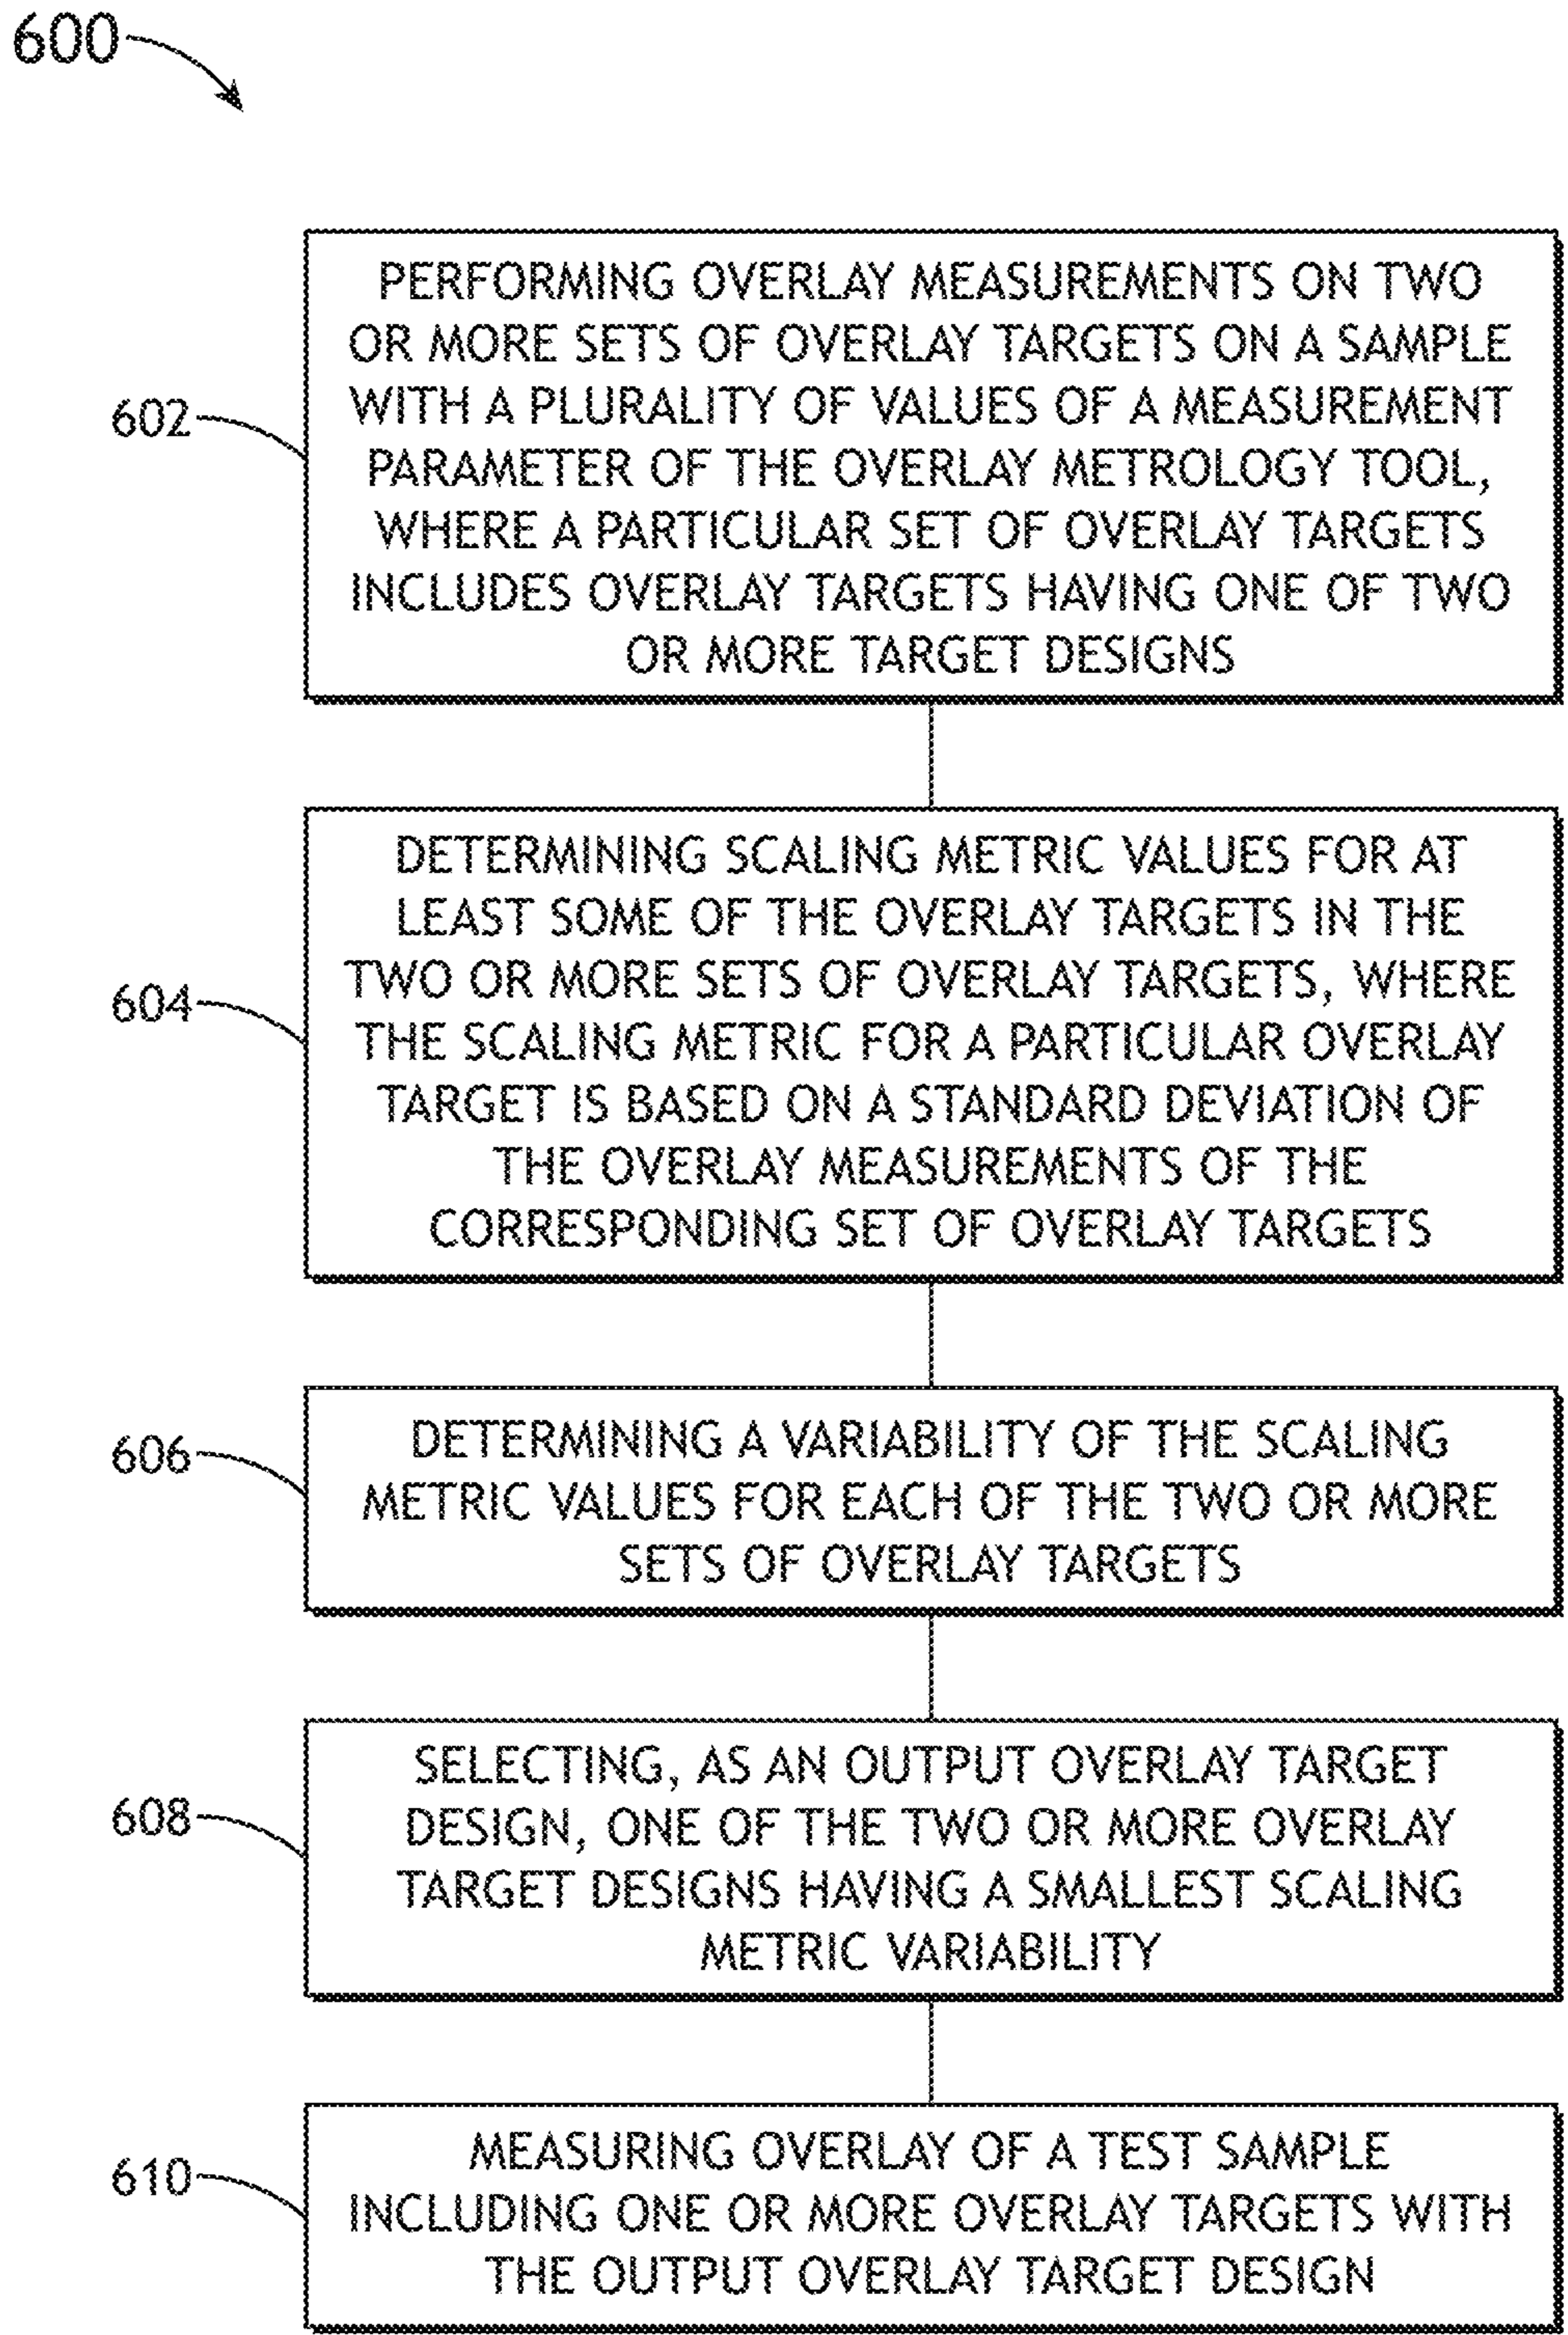 600
602
PERFORMING OVERLAY MEASUREMENTS ON TWO
OR MORE SETS OF OVERLAY TARGETS ON A SAMPLE
WITH A PLURALITY OF VALUES OF A MEASUREMENT
PARAMETER OF THE OVERLAY METROLOGY TOOL,
WHERE A PARTICULAR SET OF OVERLAY TARGETS
INCLUDES OVERLAY TARGETS HAVING ONE OF TWO
OR MORE TARGET DESIGNS
604
DETERMINING SCALING METRIC VALUES FOR AT
LEAST SOME OF THE OVERLAY TARGETS IN THE
TWO OR MORE SETS OF OVERLAY TARGETS, WHERE
THE SCALING METRIC FOR A PARTICULAR OVERLAY
TARGET IS BASED ON A STANDARD DEVIATION OF
THE OVERLAY MEASUREMENTS OF THE
CORRESPONDING SET OF OVERLAY TARGETS
606
DETERMINING A VARIABILITY OF THE SCALING
METRIC VALUES FOR EACH OF THE TWO OR MORE
SETS OF OVERLAY TARGETS
608
SELECTING, AS AN OUTPUT OVERLAY TARGET
DESIGN, ONE OF THE TWO OR MORE OVERLAY
TARGET DESIGNS HAVING A SMALLEST SCALING
METRIC VARIABILITY
610
MEASURING OVERLAY OF A TEST SAMPLE
INCLUDING ONE OR MORE OVERLAY TARGETS WITH
THE OUTPUT OVERLAY TARGET DESIGN